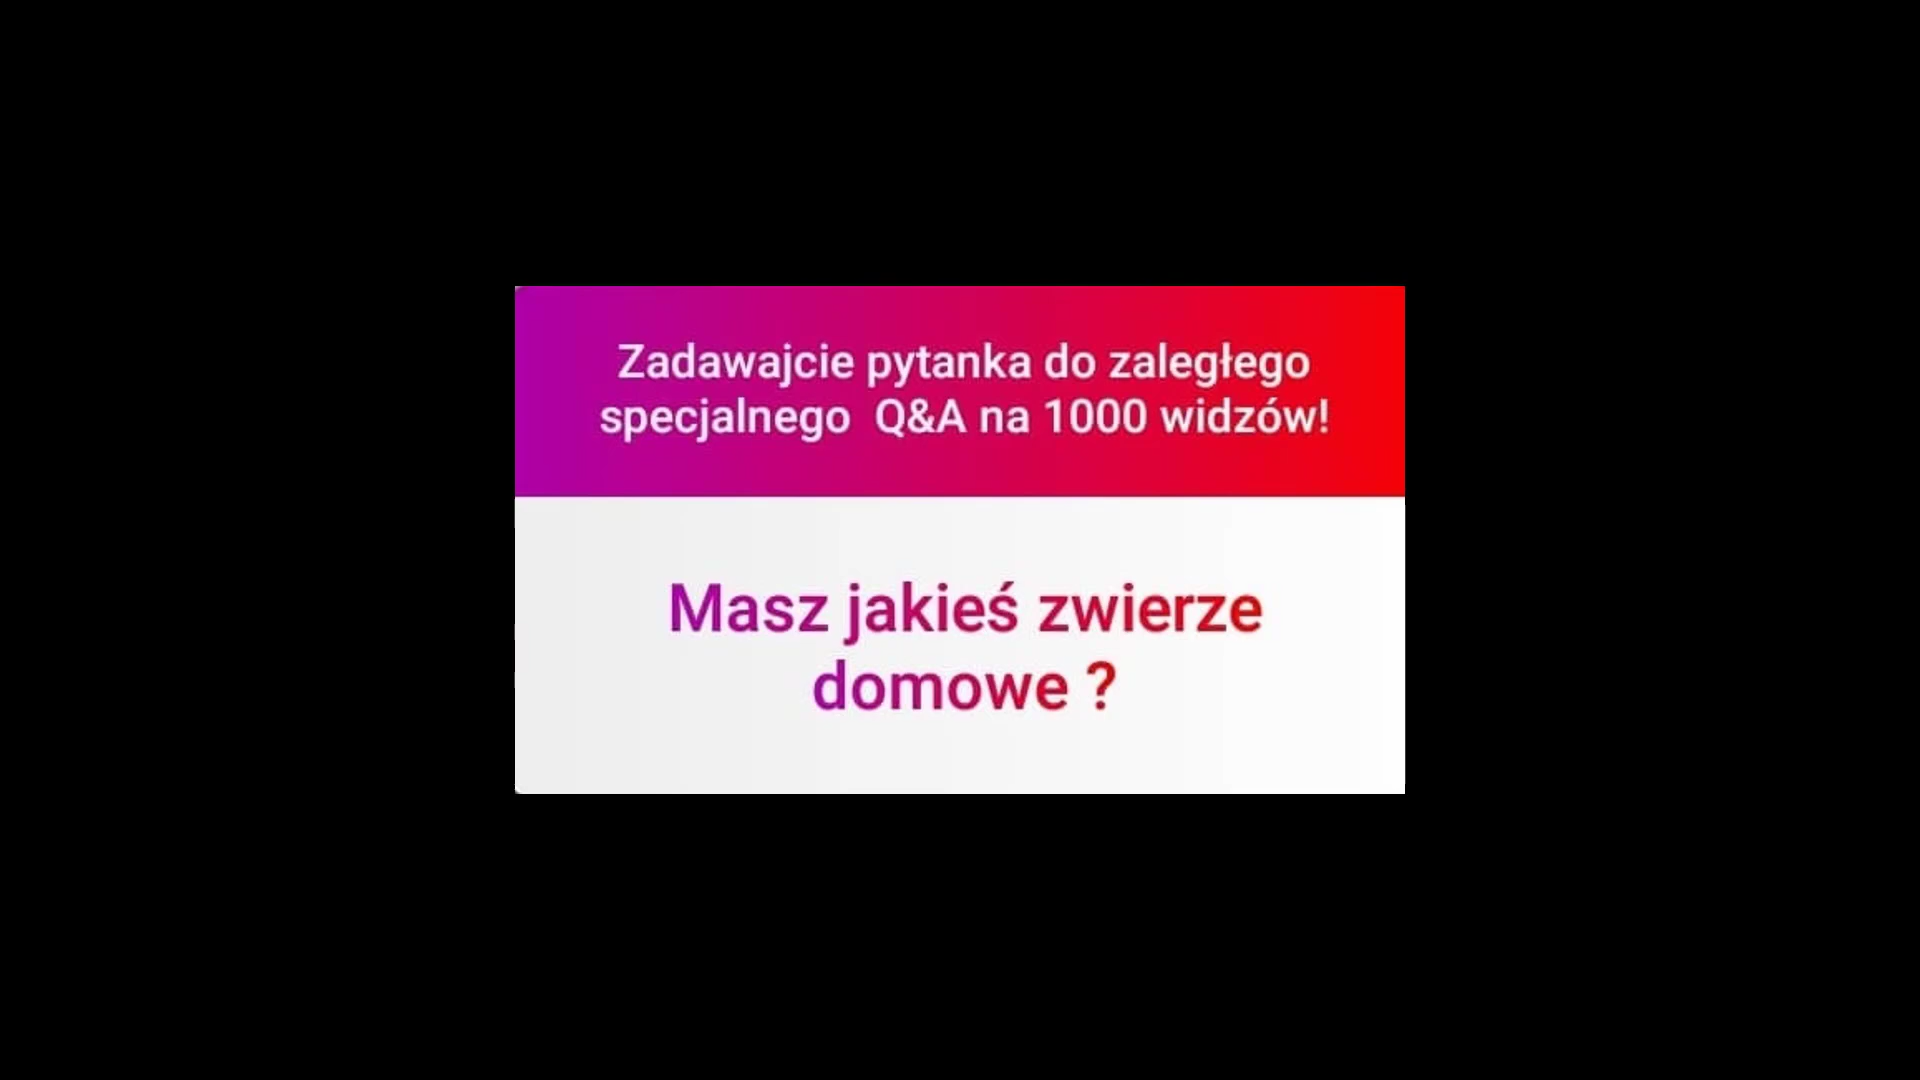 Zadawajcie pytanka do zaległego
specjalnego  Q&A na 1000 widzów!
Masz jakieś zwierze
domowe ?